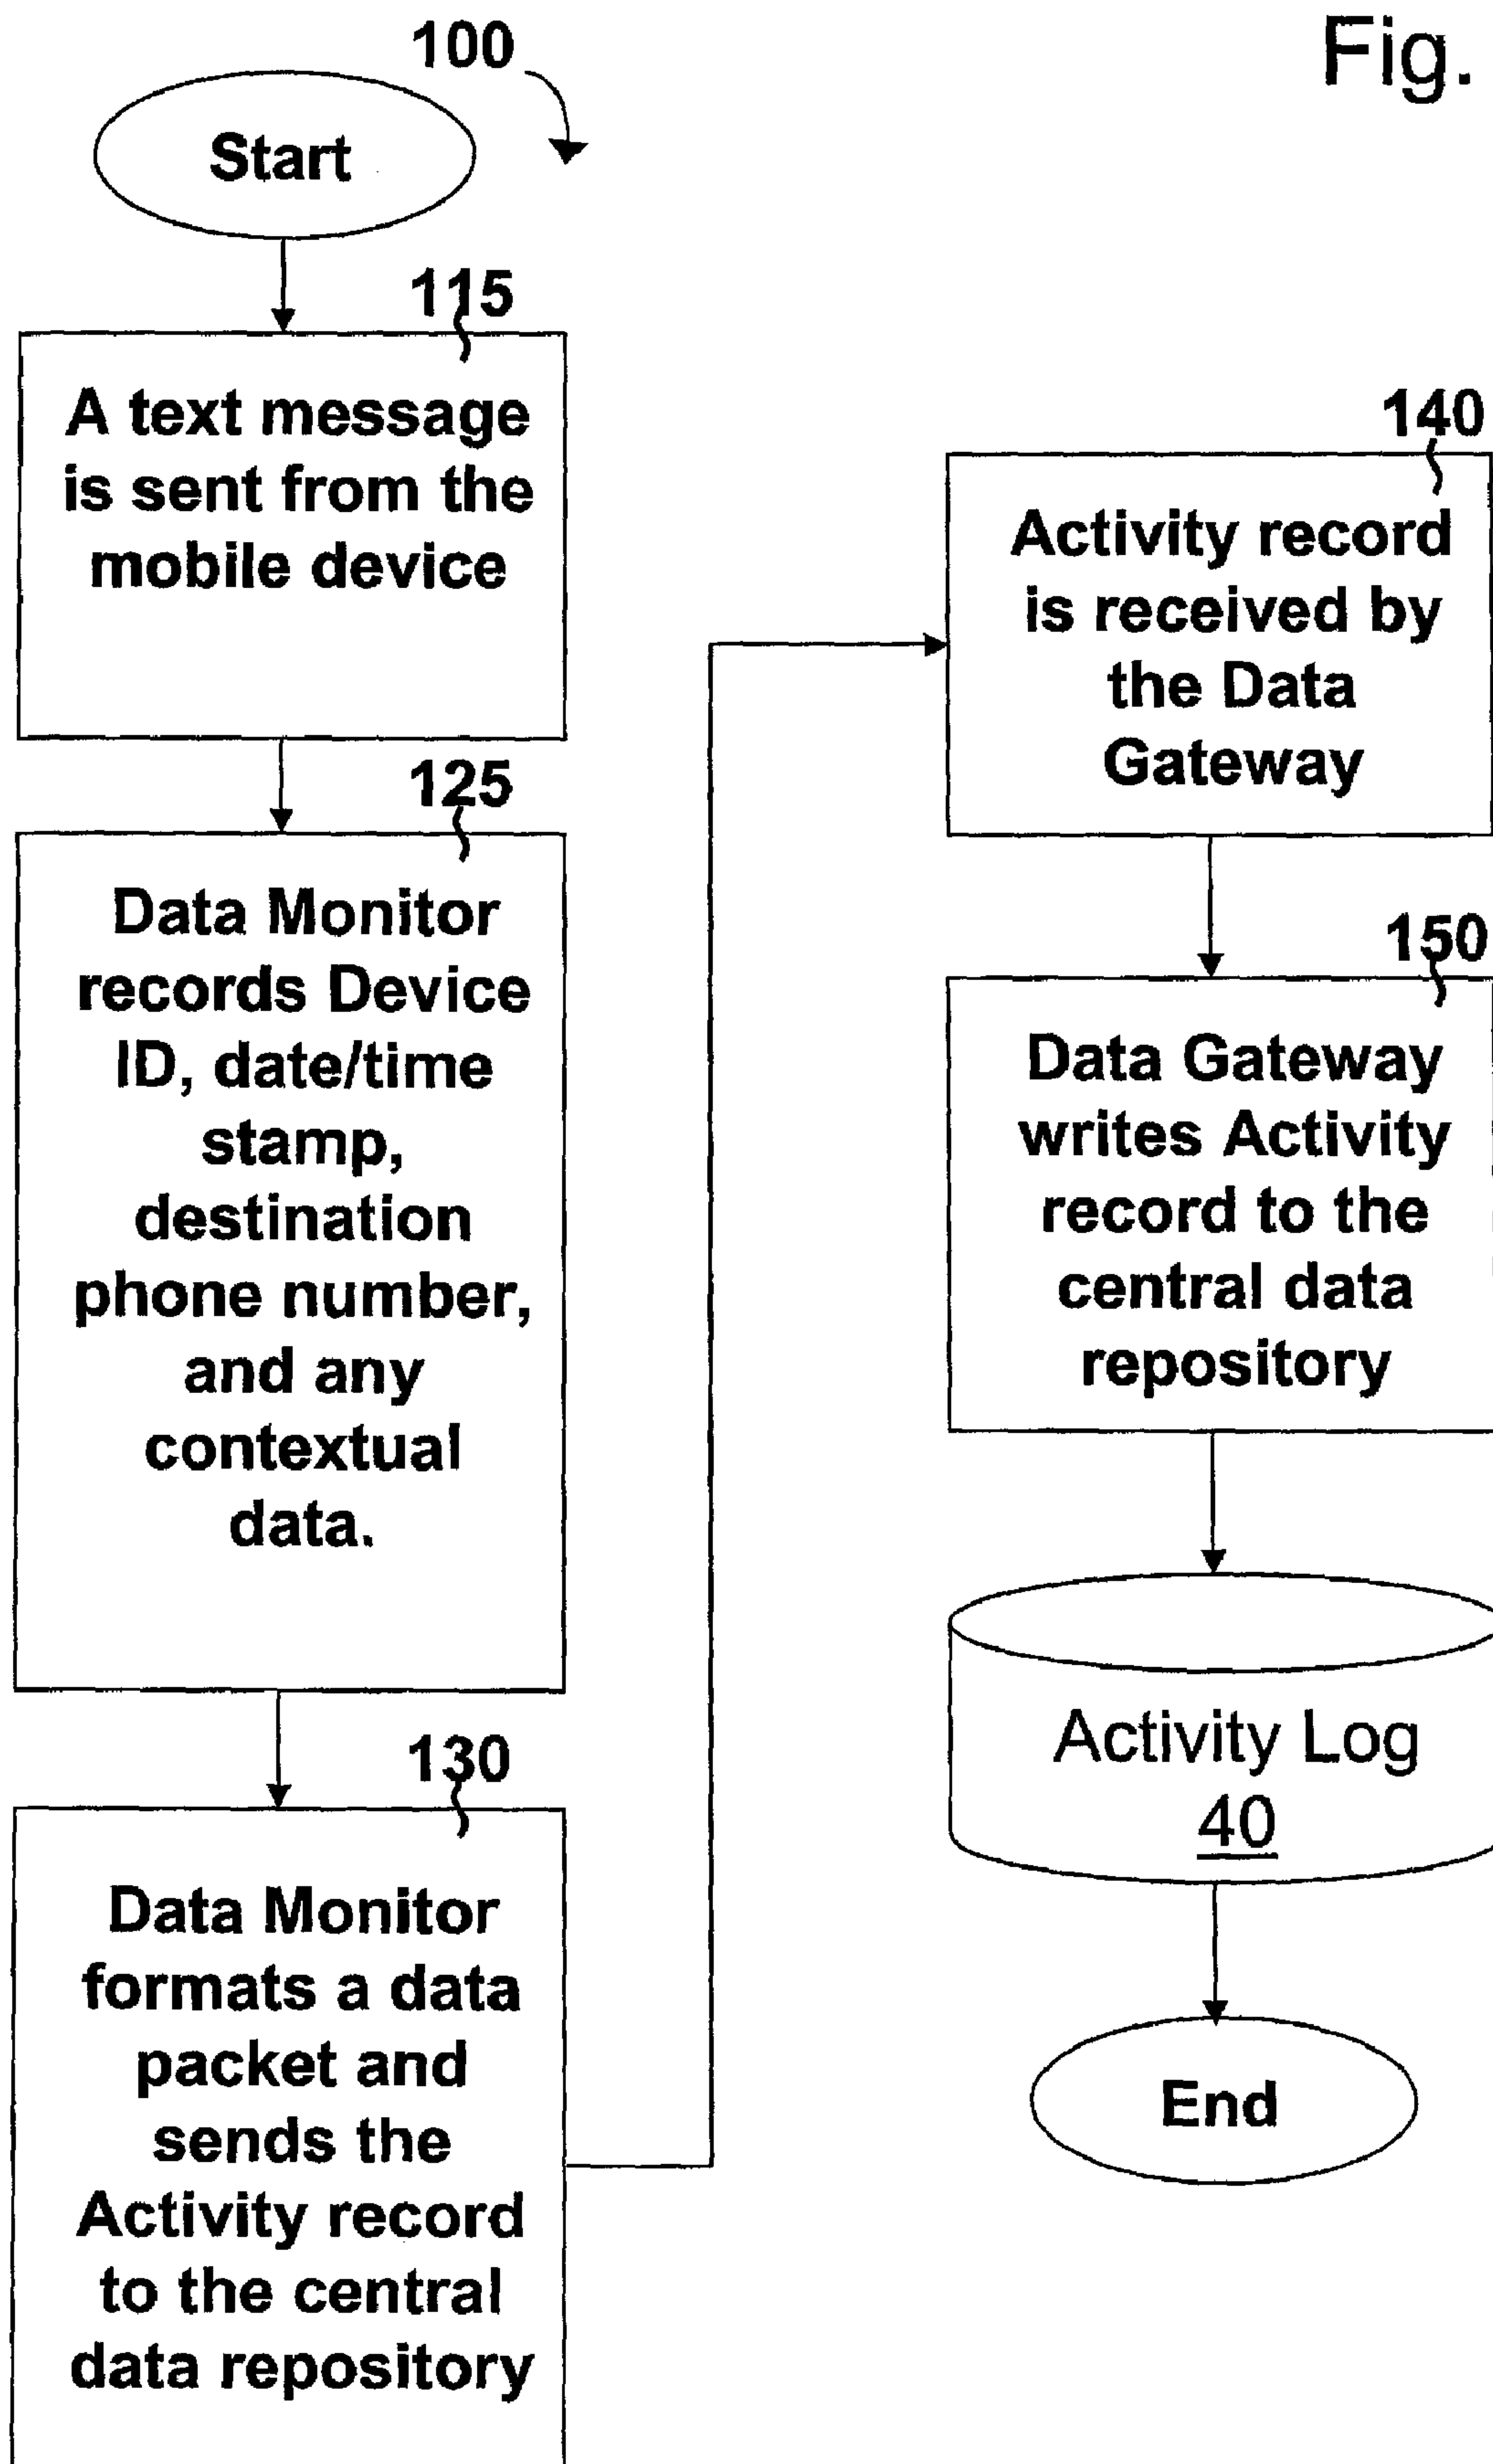 Fig.
100
Start
115
A text message
is sent from the
mobile device
125
Data Monitor
records Device
ID, date/time
stamp,
destination
phone number,
and any
contextual
data.
130
Data Monitor
formats a data
packet and
sends the
Activity record
to the central
data repository
140
Activity record
is received by
the Data
Gateway
150
Data Gateway
writes Activity
record to the
central data
repository
Activity Log
40
End